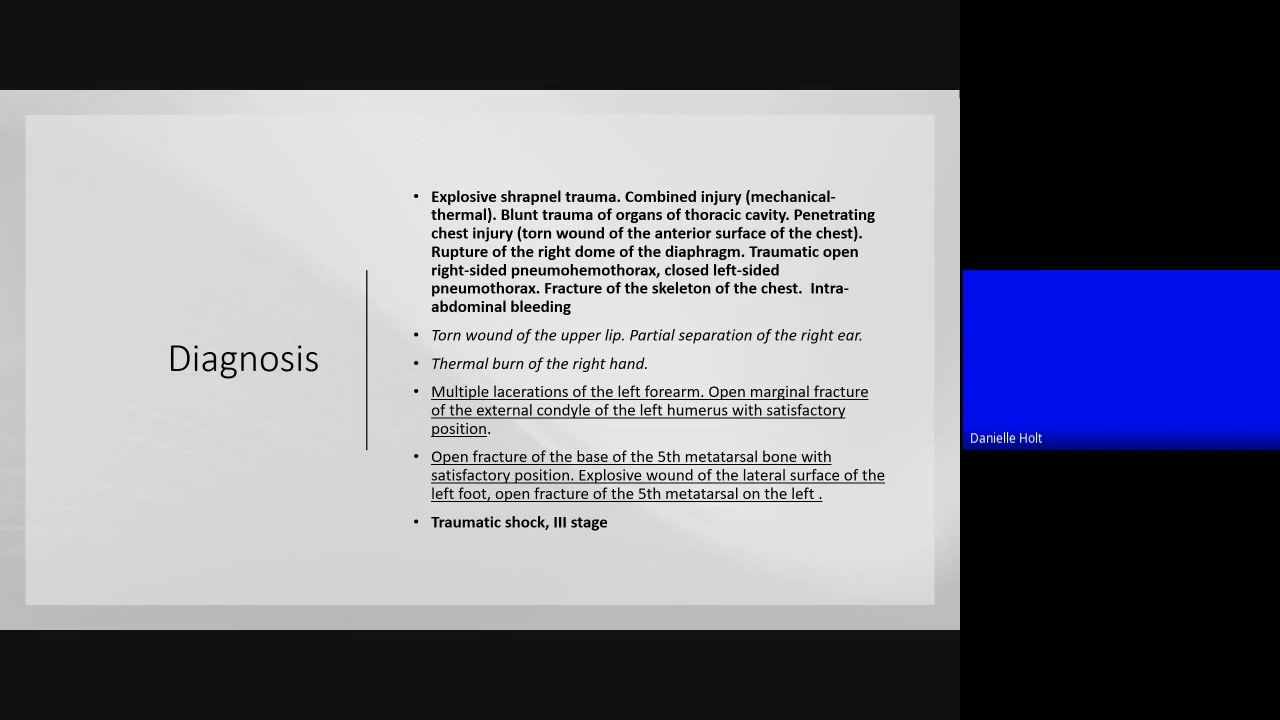 Diagnosis
• Explosive shrapnel trauma. Combined injury (mechanical-
thermal). Blunt trauma of organs of thoracic cavity. Penetrating
chest injury (torn wound of the anterior surface of the chest).
Rupture of the right dome of the diaphragm. Traumatic open
right-sided pneumohemothorax, closed left-sided
pneumothorax. Fracture of the skeleton of the chest.  Intra-
abdominal bleeding
• Torn wound of the upper lip. Partial separation of the right ear.
• Thermal burn of the right hand.
• Multiple lacerations of the left forearm. Open marginal fracture
of the external condyle of the left humerus with satisfactory
position.
• Open fracture of the base of the 5th metatarsal bone with
satisfactory position. Explosive wound of the lateral surface of the
left foot, open fracture of the 5th metatarsal on the left .
• Traumatic shock, III stage
Danielle Holt